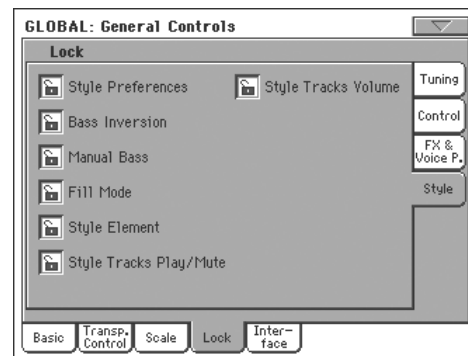 GLOBAL: General Controls
Lock
Style Preferences
Style Tracks Volume
Bass Inversion
Manual Bass
Fill Mode
Style Element
Style Tracks Play/Mute
Tuning
Control
FX &
Voice P.
Style
Basic
Transp.
Control
Scale
Lock
Inter-
face